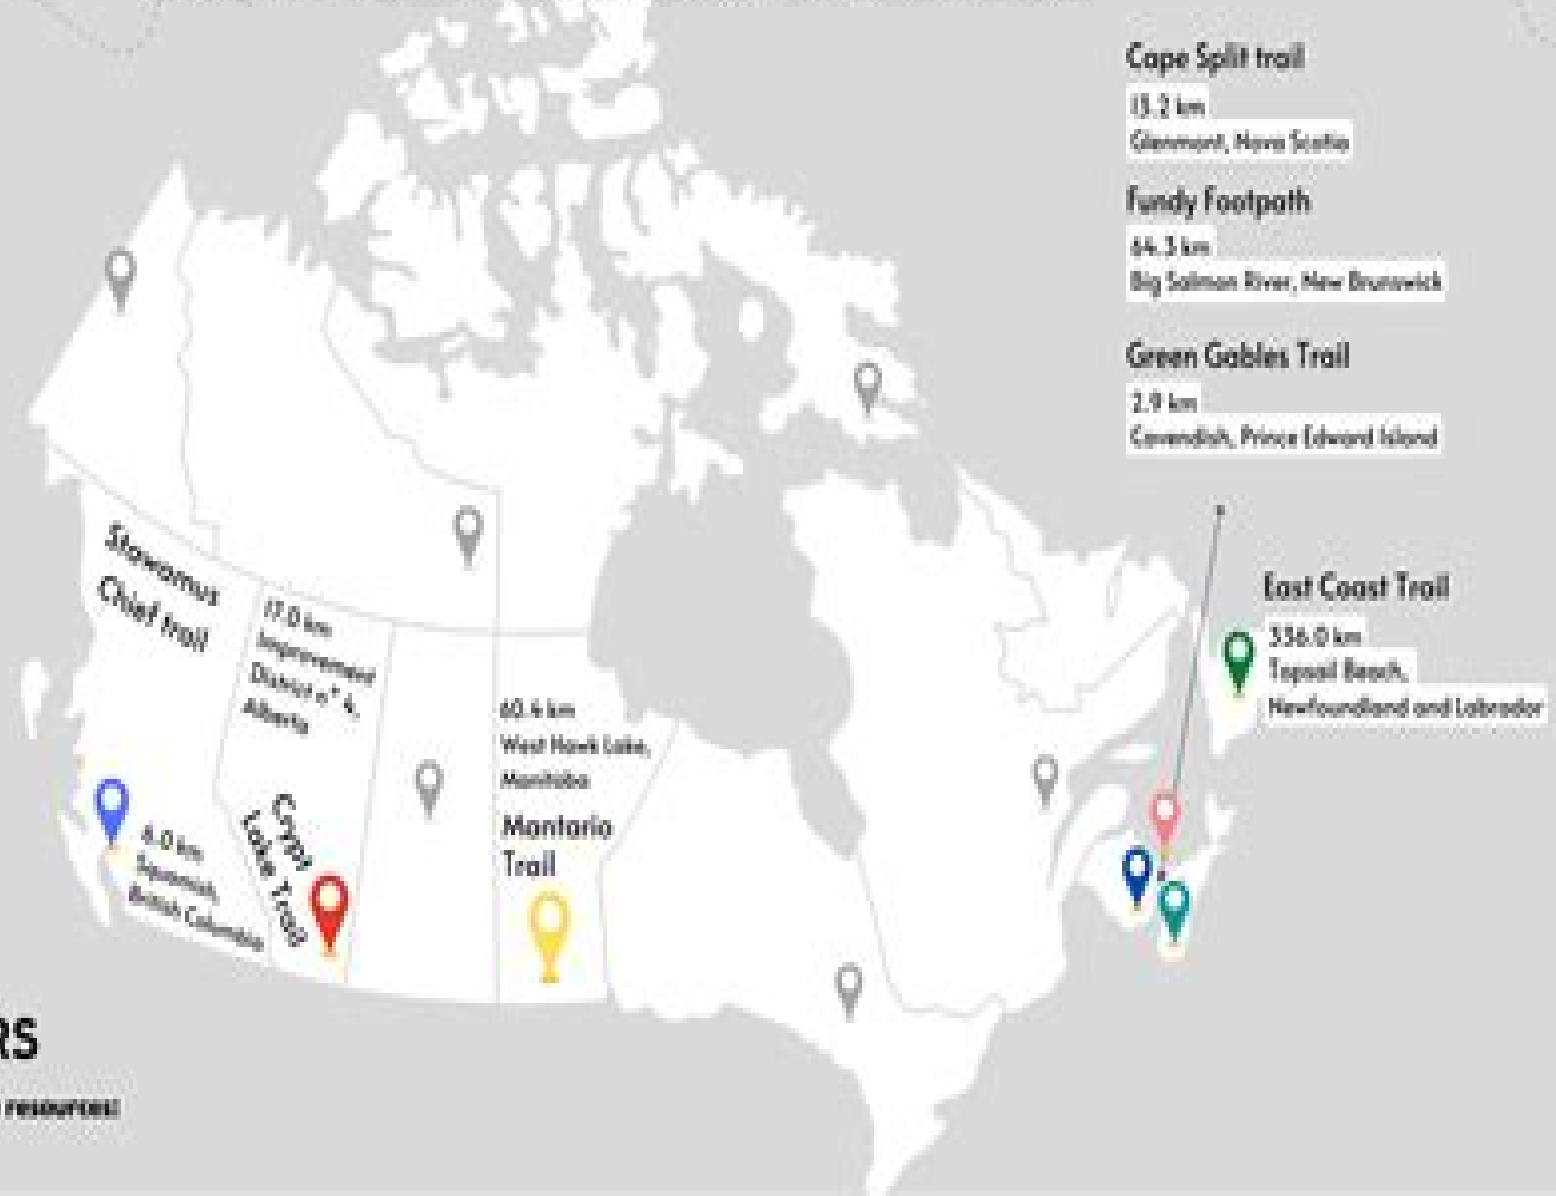 Cape Split trail
13.2 km
Glenmont, Nova Scotia
Fundy Footpath
64.3 km
Big Salmon River, New Brunswick
Green Gables Trail
2.9 km
Cavendish, Prince Edward Island
East Coast Trail
336.0 km
Topsail Beach,
Newfoundland and Labrador
Stawamus
Chief trail
6.0 km
Squamish,
British Columbia
17.0 km
Improvement
District n° 4,
Alberta
Crypt
Lake Trail
60.4 km
West Hawk Lake,
Manitoba
Mantario
Trail
RS
resources: